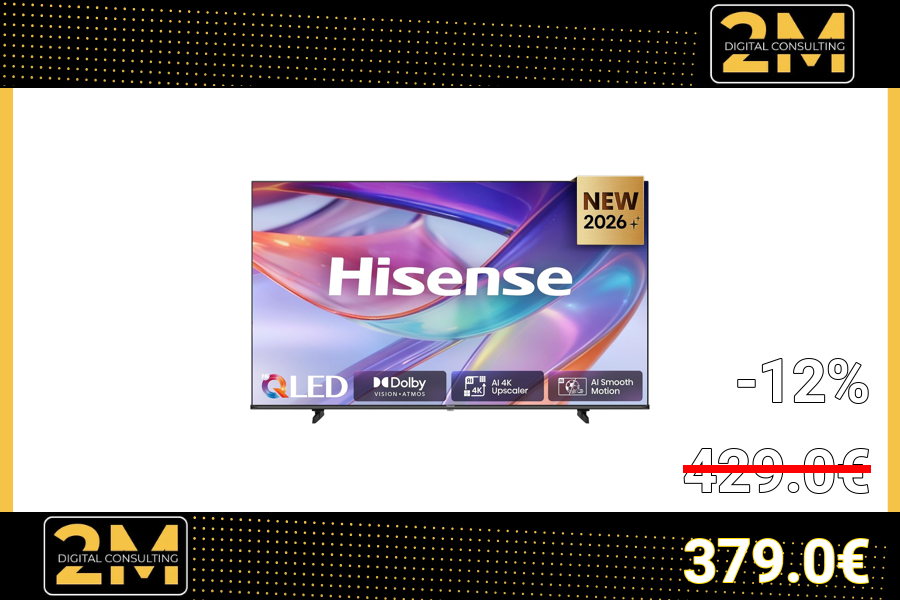 2M
DIGITAL CONSULTING
NEW
2026
Hisense
QLED
Dolby
VISION·ATMOS
AI 4K
Upscaler
AI Smooth
Motion
-12%
429.0€
2M
DIGITAL CONSULTING
379.0€